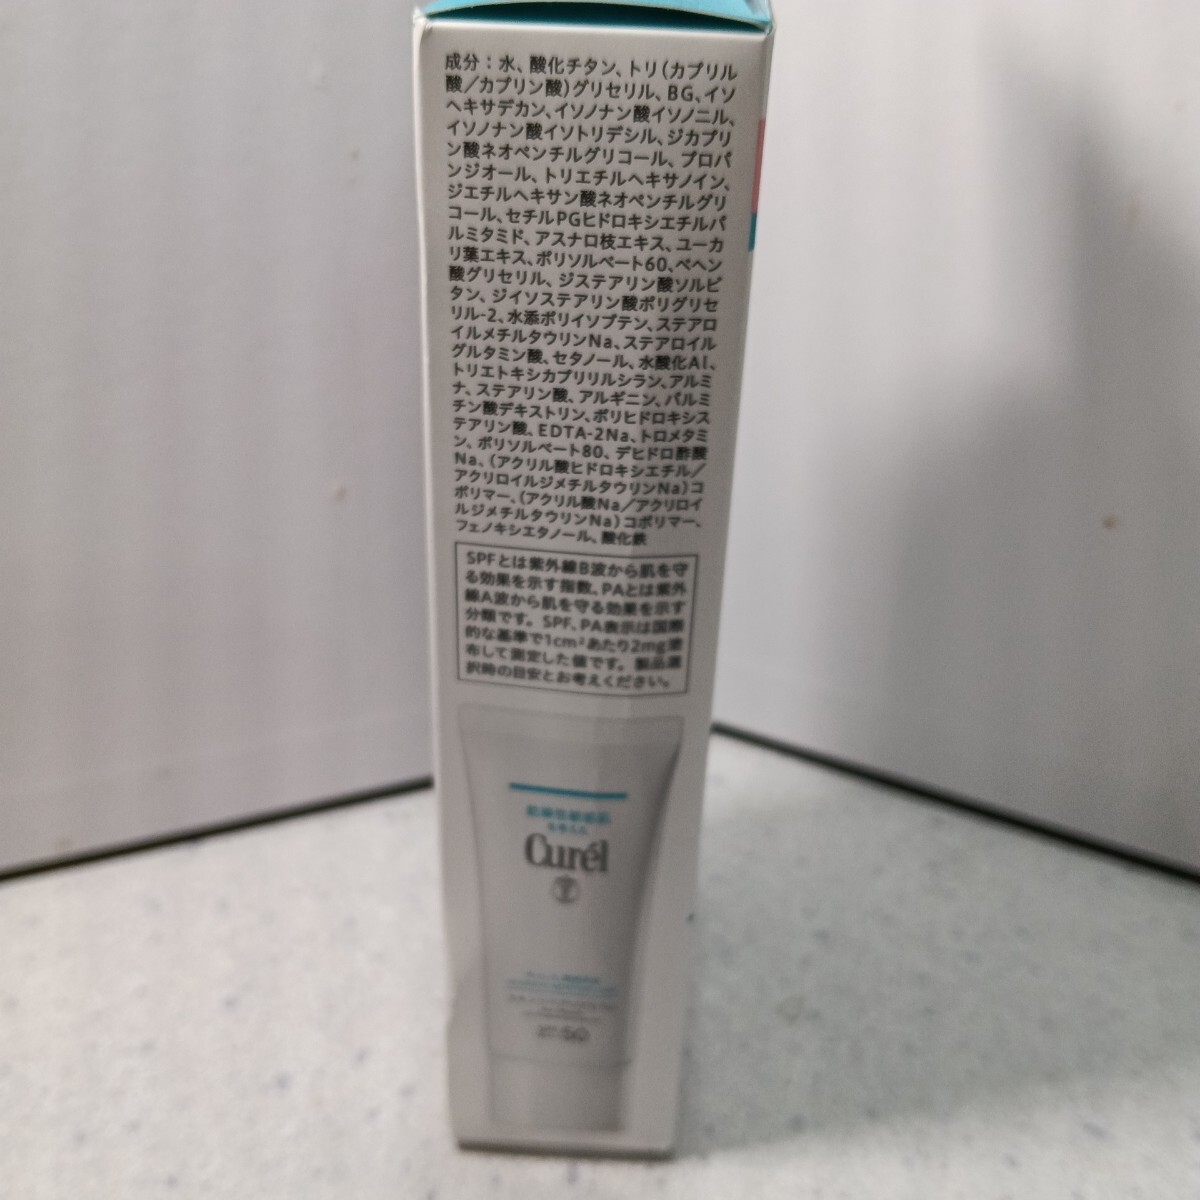 成分：水、酸化チタン、トリ（カプリル
酸／カプリン酸）グリセリル、BG、イソ
ヘキサデカン、イソノナン酸イソノニル、
イソノナン酸イソトリデシル、ジカプリ
ン酸ネオペンチルグリコール、プロパ
ンジオール、トリエチルヘキサノイン、
ジエチルヘキサン酸ネオペンチルグリ
コール、セチルPGヒドロキシエチルパ
ルミタミド、アスナロ枝エキス、ユーカ
リ葉エキス、ポリソルベート60、ベヘン
酸グリセリル、ジステアリン酸ソルビ
タン、ジイソステアリン酸ポリグリセ
リル-2、水添ポリイソブテン、ステアロ
イルメチルタウリンNa、ステアロイル
グルタミン酸、セタノール、水酸化Al、
トリエトキシカプリリルシラン、アルミ
ナ、ステアリン酸、アルギニン、パルミ
チン酸デキストリン、ポリヒドロキシス
テアリン酸、EDTA-2Na、トロメタミ
ン、ポリソルベート80、デヒドロ酢酸
Na、（アクリル酸ヒドロキシエチル／
アクリロイルジメチルタウリンNa）コ
ポリマー、（アクリル酸Na／アクリロイ
ルジメチルタウリンNa）コポリマー、
フェノキシエタノール、酸化鉄
SPFとは紫外線B波から肌を守
る効果を示す指数、PAとは紫外
線A波から肌を守る効果を示す
分類です。SPF、PA表示は国際
的な基準で1cm²あたり2mg塗
布して測定した値です。製品選
択時の目安とお考えください。
乾燥性敏感肌
を考えた
Curél
50